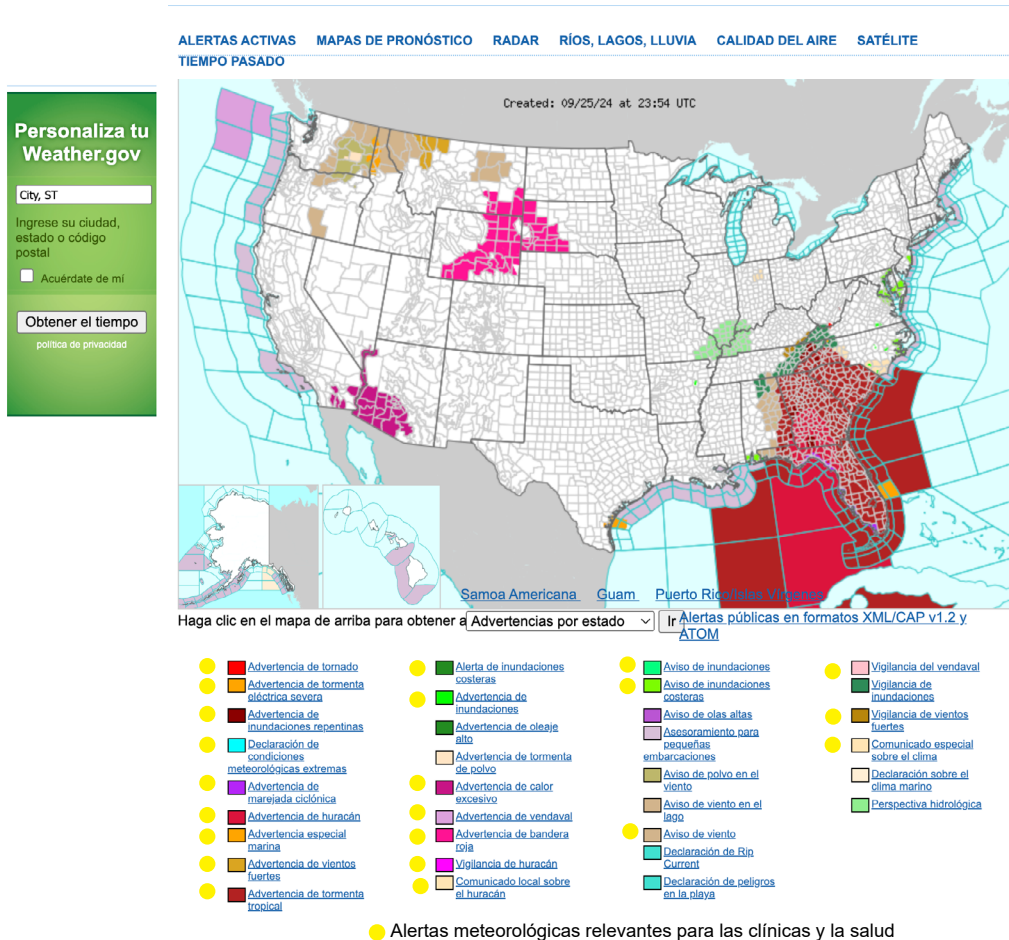 ALERTAS ACTIVAS MAPAS DE PRONÓSTICO RADAR RÍOS, LAGOS, LLUVIA CALIDAD DEL AIRE SATÉLITE
TIEMPO PASADO
Personaliza tu
Weather.gov
City, ST
Ingrese su ciudad,
estado o código
postal
Acuérdate de mí
Obtener el tiempo
política de privacidad
Created: 09/25/24 at 23:54 UTC
Samoa Americana Guam Puerto Rico/Islas Vírgenes
Haga clic en el mapa de arriba para obtener a Advertencias por estado Ir Alertas públicas en formatos XML/CAP v1.2 y
ATOM
Advertencia de tornado
Advertencia de tormenta
eléctrica severa
Advertencia de
inundaciones repentinas
Declaración de
condiciones
meteorológicas extremas
Advertencia de
marejada ciclónica
Advertencia de huracán
Advertencia especial
marina
Advertencia de vientos
fuertes
Advertencia de tormenta
tropical
Alerta de inundaciones
costeras
Advertencia de
inundaciones
Advertencia de oleaje
alto
Advertencia de tormenta
de polvo
Advertencia de calor
excesivo
Advertencia de vendaval
Advertencia de bandera
roja
Vigilancia de huracán
Comunicado local sobre
el huracán
Aviso de inundaciones
Aviso de inundaciones
costeras
Aviso de olas altas
Asesoramiento para
pequeñas
embarcaciones
Aviso de polvo en el
viento
Aviso de viento en el
lago
Aviso de viento
Declaración de Rip
Current
Declaración de peligros
en la playa
Vigilancia del vendaval
Vigilancia de
inundaciones
Vigilancia de vientos
fuertes
Comunicado especial
sobre el clima
Declaración sobre el
clima marino
Perspectiva hidrológica
Alertas meteorológicas relevantes para las clínicas y la salud